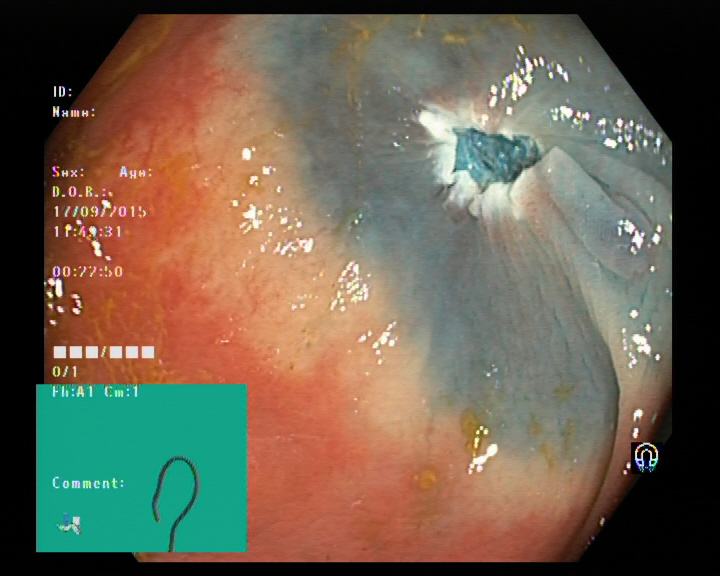 ID:
Name:
Sex: Age:
D.O.B.:
17/09/2015
11:49:31
00:22:50
0/1
Eh:A1 Cm:1
Comment: